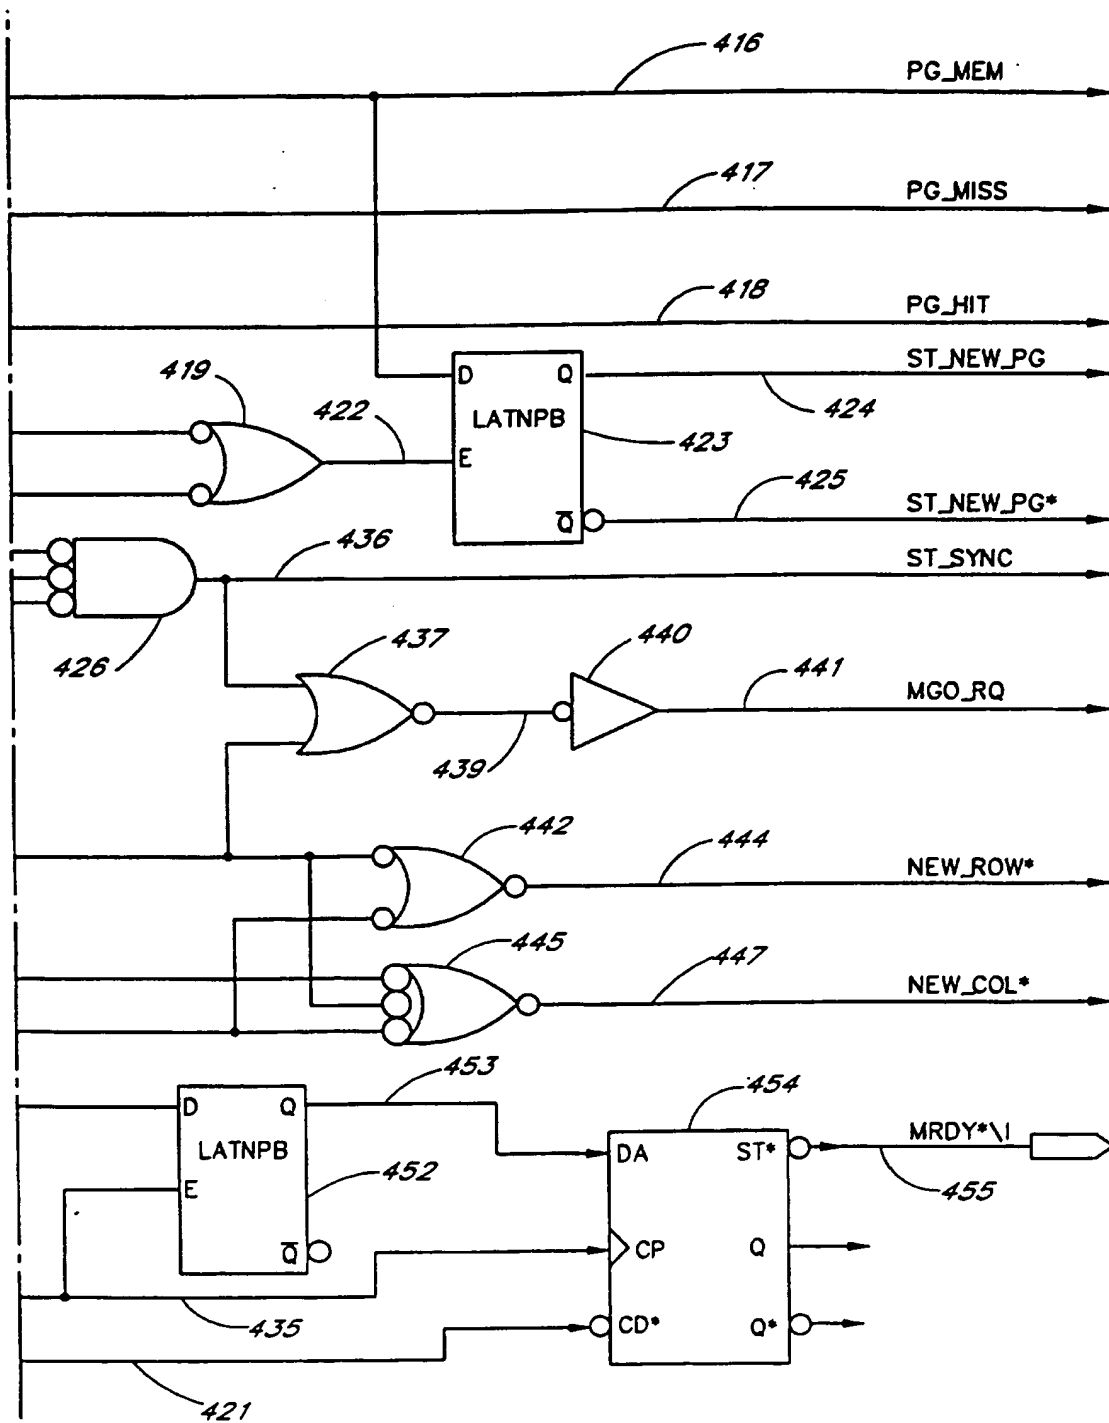 416
PG_MEM
417
PG_MISS
418
PG_HIT
419
422
D Q
LATNPB
E
Q
423
ST_NEW_PG
424
425
ST_NEW_PG*
436
ST_SYNC
426
437
440
441
MGO_RQ
439
442
444
NEW_ROW*
445
447
NEW_COL*
453
454
D Q
LATNPB
E
Q
452
DA ST*
CP Q
CD* Q*
MRDY*\I
455
435
421